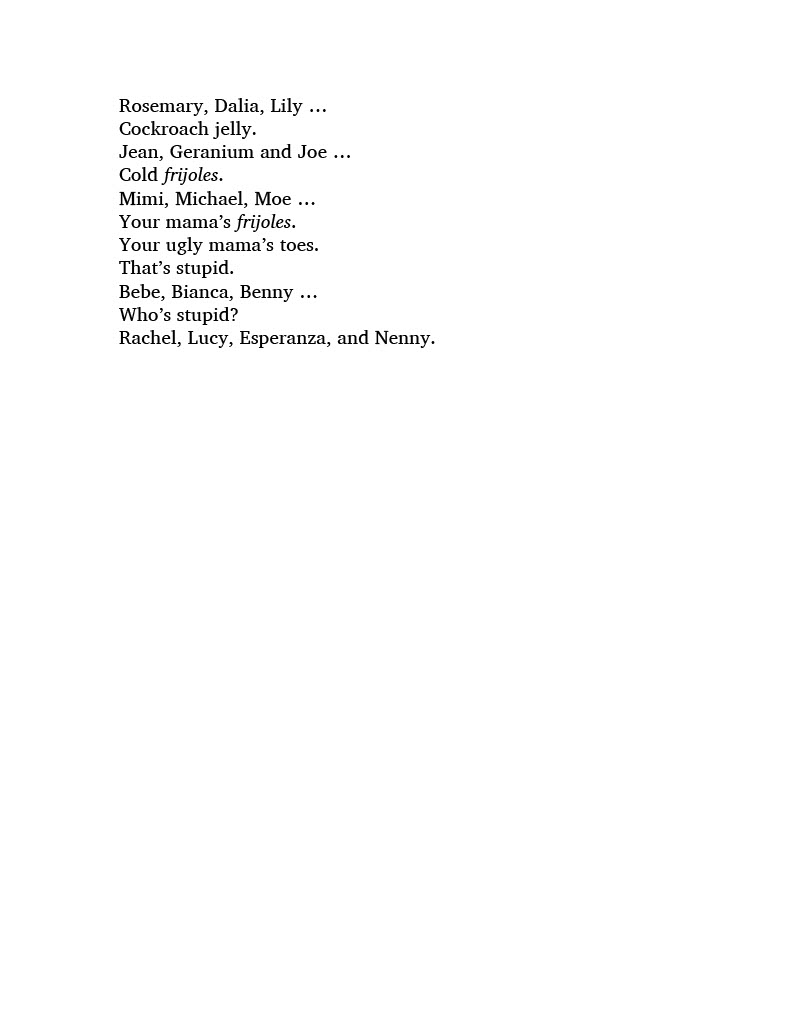 Rosemary, Dalia, Lily …
Cockroach jelly.
Jean, Geranium and Joe …
Cold frijoles.
Mimi, Michael, Moe …
Your mama’s frijoles.
Your ugly mama’s toes.
That’s stupid.
Bebe, Bianca, Benny …
Who’s stupid?
Rachel, Lucy, Esperanza, and Nenny.